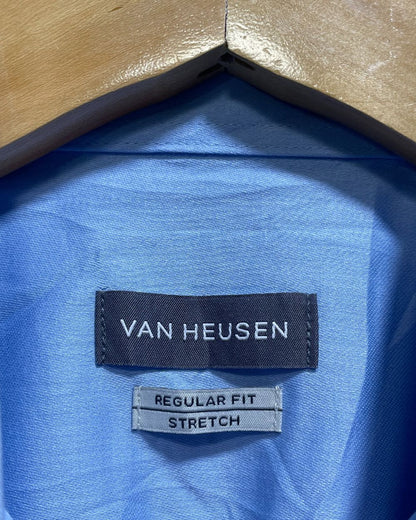 VAN HEUSEN
REGULAR FIT
STRETCH